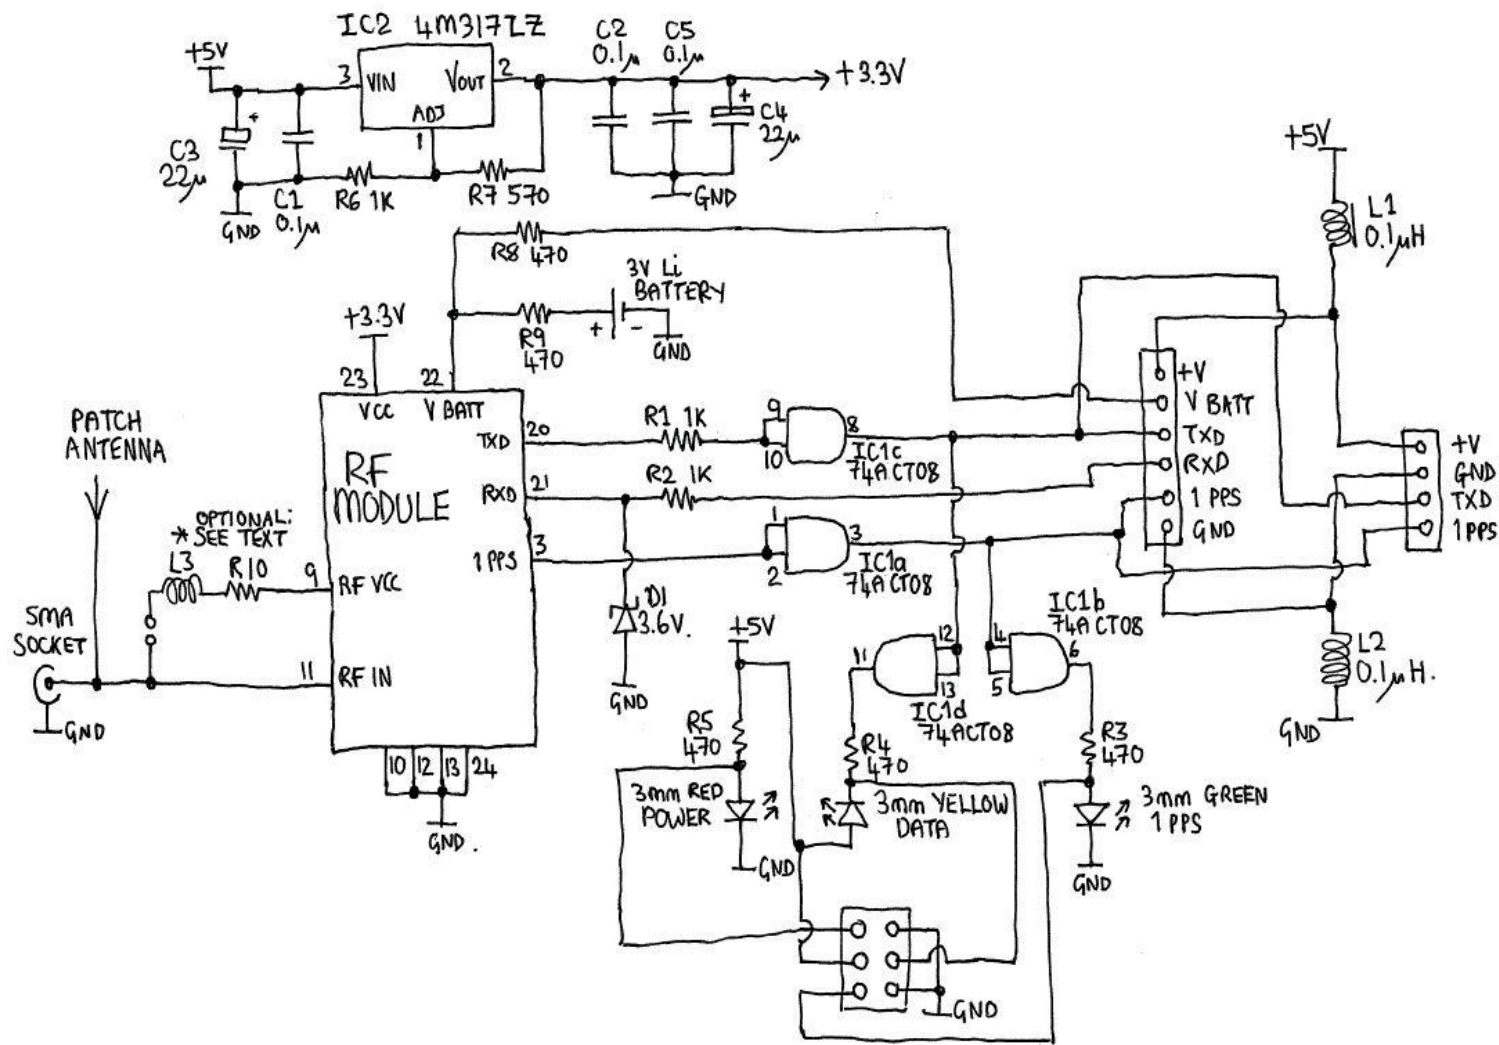 IC2 4M317LZ
+5V
3 VIN
VOUT 2
ADJ
1
C2
0.1µ
C5
0.1µ
+3.3V
+
C3
22µ
C1
0.1µ
R6 1K
R7 570
+
C4
22µ
GND
GND
+5V
L1
0.1µH
R8 470
3V Li
BATTERY
+ -
R9
470
GND
+3.3V
23
22
VCC
V BATT
RF
MODULE
TXD 20
RXD 21
1PPS 3
R1 1K
9
10
8
IC1c
74ACT08
R2 1K
1
2
3
IC1a
74ACT08
PATCH
ANTENNA
OPTIONAL:
* SEE TEXT
L3
R10
9
RF VCC
SMA
SOCKET
11
RF IN
GND
10 12 13 24
GND.
D1
3.6V.
GND
+V
V BATT
TXD
RXD
1 PPS
GND
+V
GND
TXD
1PPS
L2
0.1µH.
GND
+5V
11
12
13
IC1d
74ACT08
IC1b
74ACT08
4
5
6
R5
470
R4
470
R3
470
3mm RED
POWER
GND
3mm YELLOW
DATA
3mm GREEN
1 PPS
GND
GND